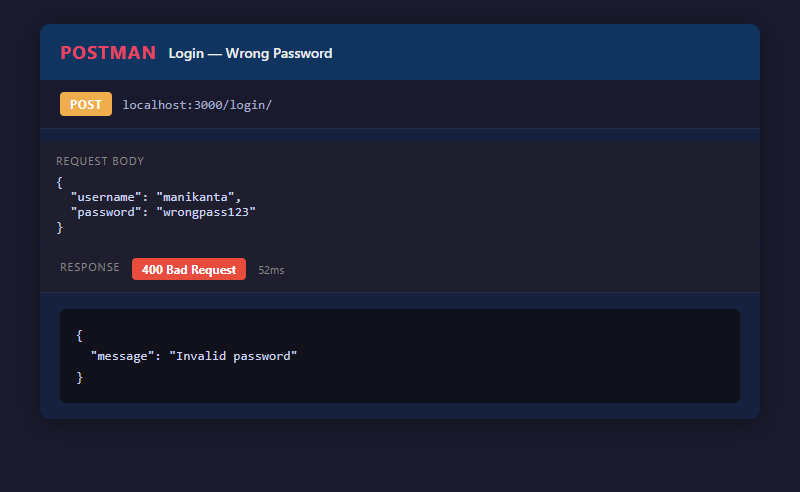 POSTMAN Login — Wrong Password
POST localhost:3000/login/
REQUEST BODY
{
  "username": "manikanta",
  "password": "wrongpass123"
}
RESPONSE 400 Bad Request 52ms
{
  "message": "Invalid password"
}